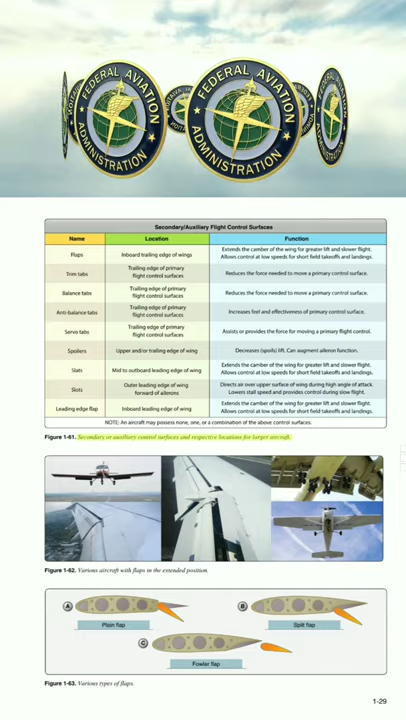 FEDERAL AVIATION
ADMINISTRATION
FEDERAL AVIATION
ADMINISTRATION
Secondary/Auxiliary Flight Control Surfaces
Name Location Function
Flaps Inboard trailing edge of wings Extends the camber of the wing for greater lift and slower flight.
Allows control at low speeds for short field takeoffs and landings.
Trim tabs Trailing edge of primary
flight control surfaces Reduces the force needed to move a primary control surface.
Balance tabs Trailing edge of primary
flight control surfaces Reduces the force needed to move a primary control surface.
Anti-balance tabs Trailing edge of primary
flight control surfaces Increases feel and effectiveness of primary control surface.
Servo tabs Trailing edge of primary
flight control surfaces Assists or provides the force for moving a primary flight control.
Spoilers Upper and/or trailing edge of wing Decreases (spoils) lift. Can augment aileron function.
Slats Mid to outboard leading edge of wing Extends the camber of the wing for greater lift and slower flight.
Allows control at low speeds for short field takeoffs and landings.
Slots Outer leading edge of wing
forward of ailerons Directs air over upper surface of wing during high angle of attack.
Lowers stall speed and provides control during slow flight.
Leading edge flap Inboard leading edge of wing Extends the camber of the wing for greater lift and slower flight.
Allows control at low speeds for short field takeoffs and landings.
NOTE: An aircraft may possess none, one, or a combination of the above control surfaces.
Figure 1-61. Secondary or auxiliary control surfaces and respective locations for larger aircraft.
Figure 1-62. Various aircraft with flaps in the extended position.
A
Plain flap
B
Split flap
C
Fowler flap
Figure 1-63. Various types of flaps.
1-29